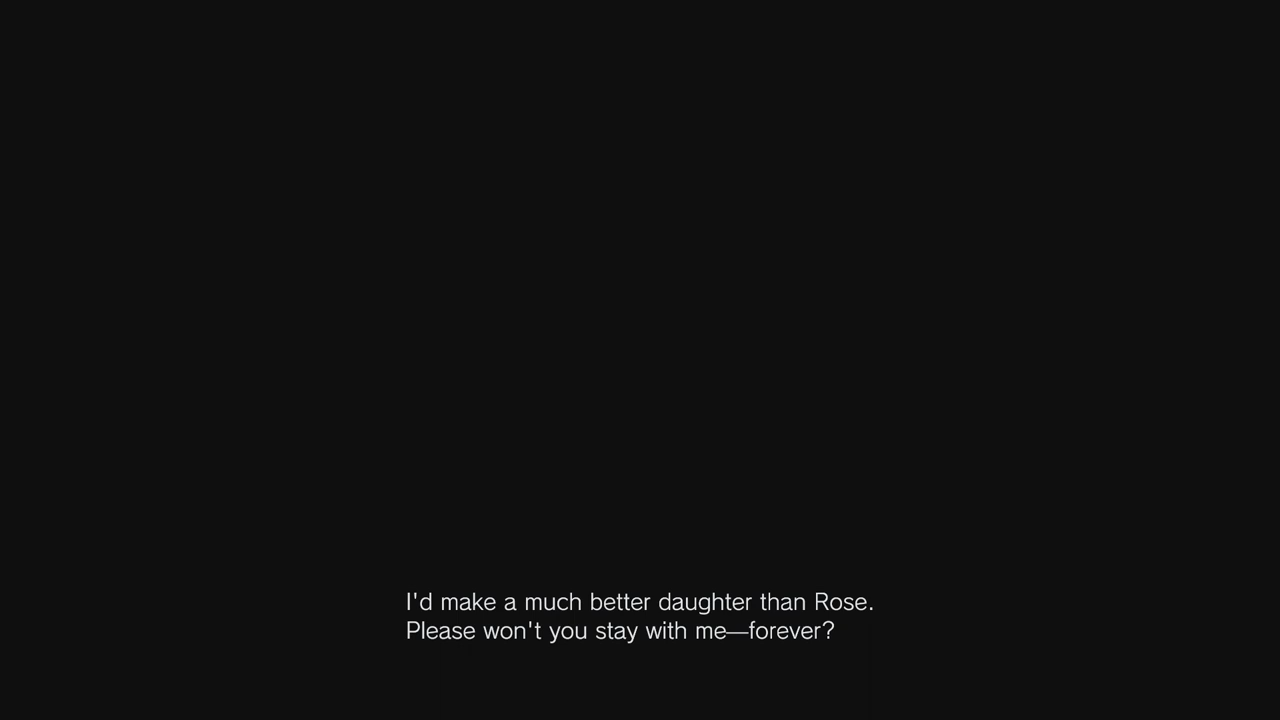 I'd make a much better daughter than Rose.
Please won't you stay with me—forever?